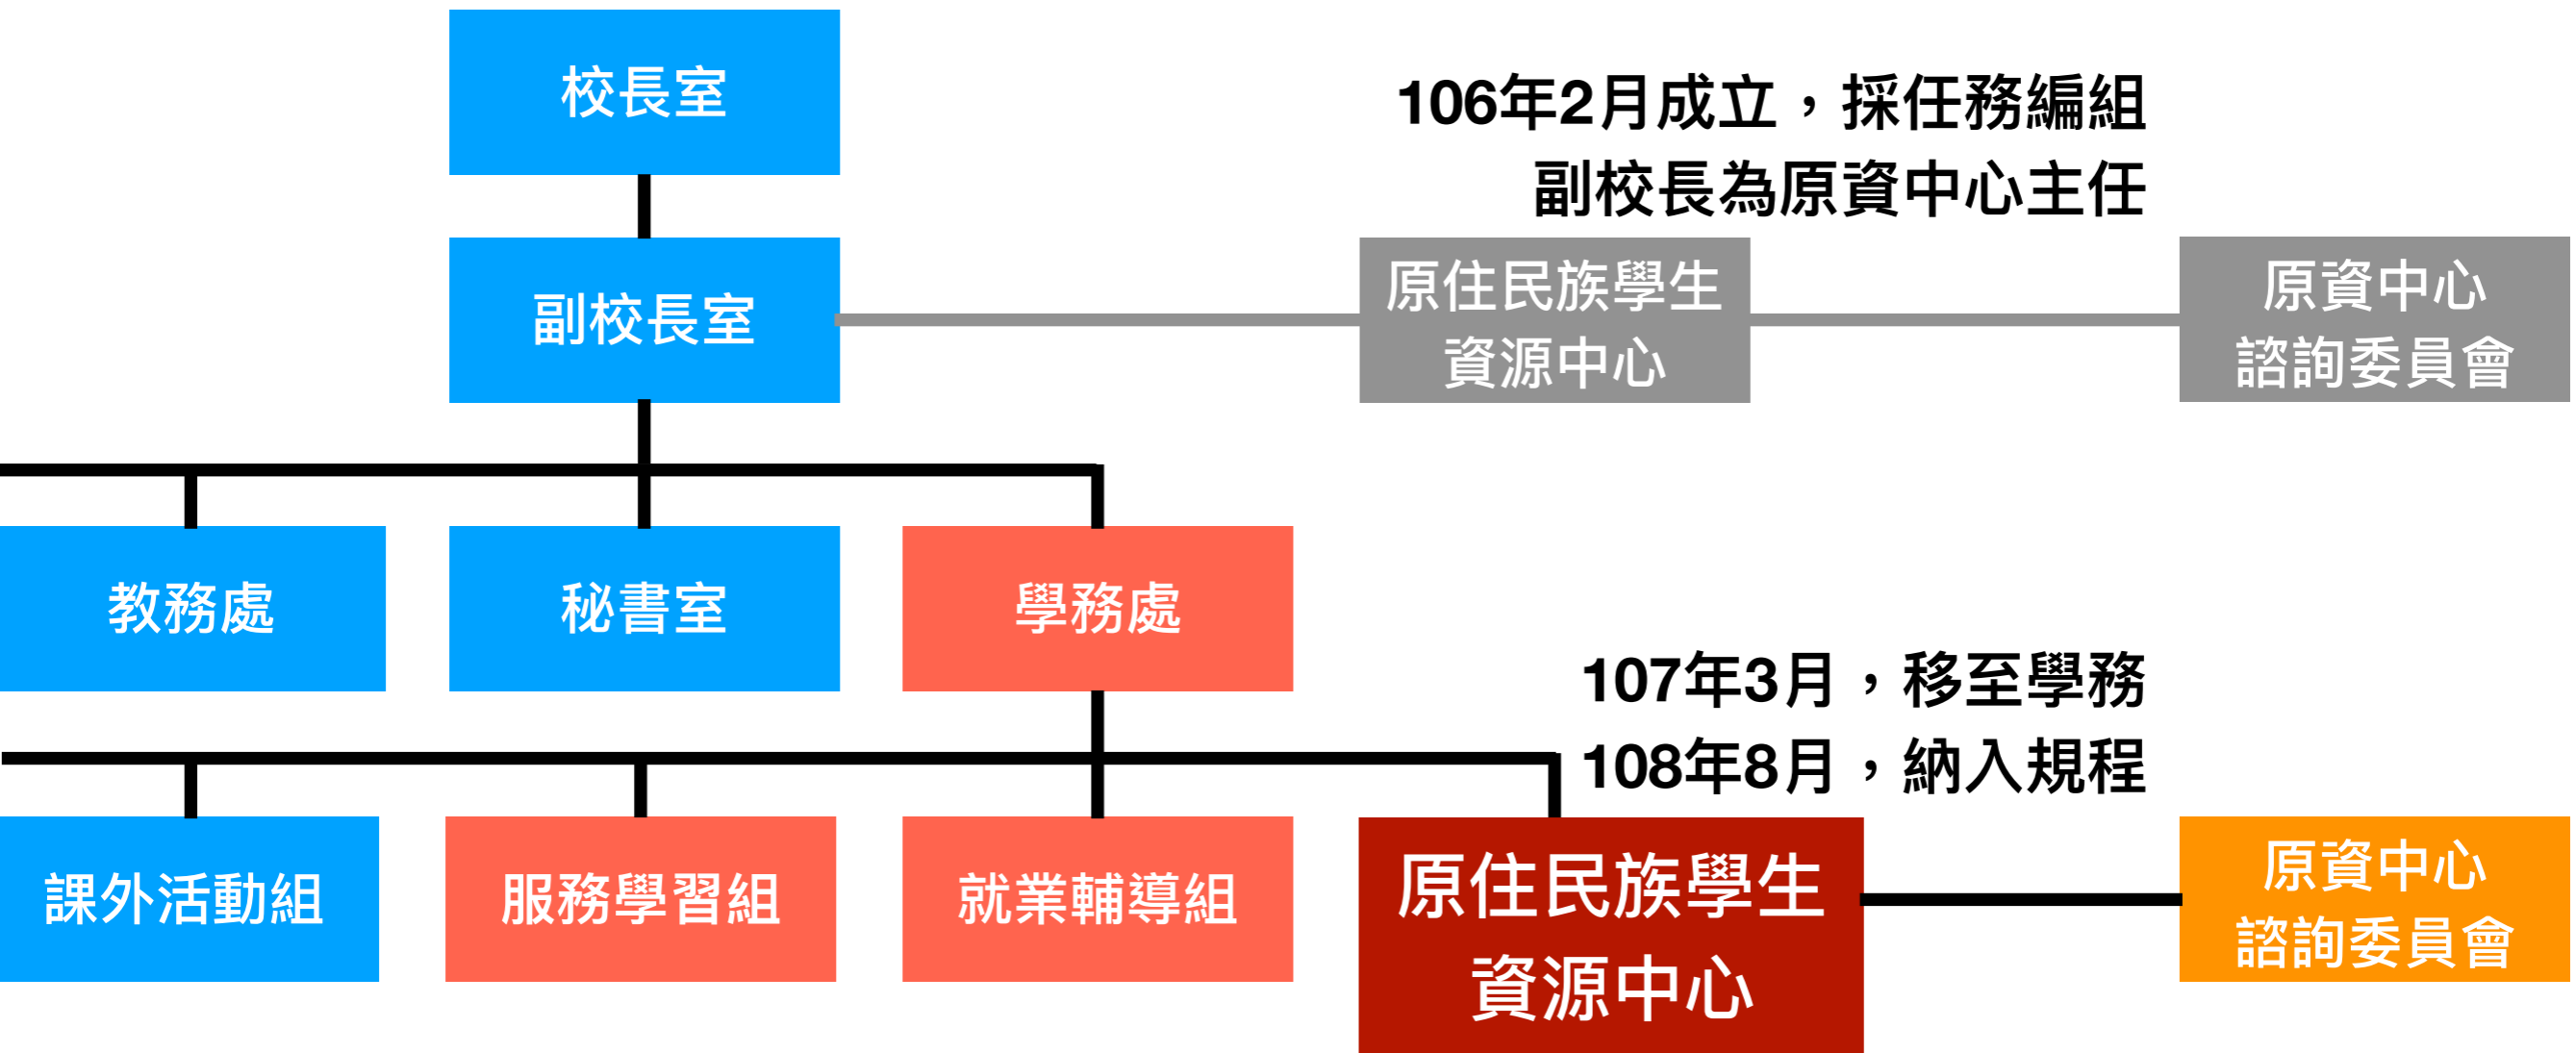 校長室
106年2月成立，採任務編組
副校長為原資中心主任
副校長室
原住民族學生
資源中心
原資中心
諮詢委員會
教務處
秘書室
學務處
107年3月，移至學務
108年8月，納入規程
課外活動組
服務學習組
就業輔導組
原住民族學生
資源中心
原資中心
諮詢委員會